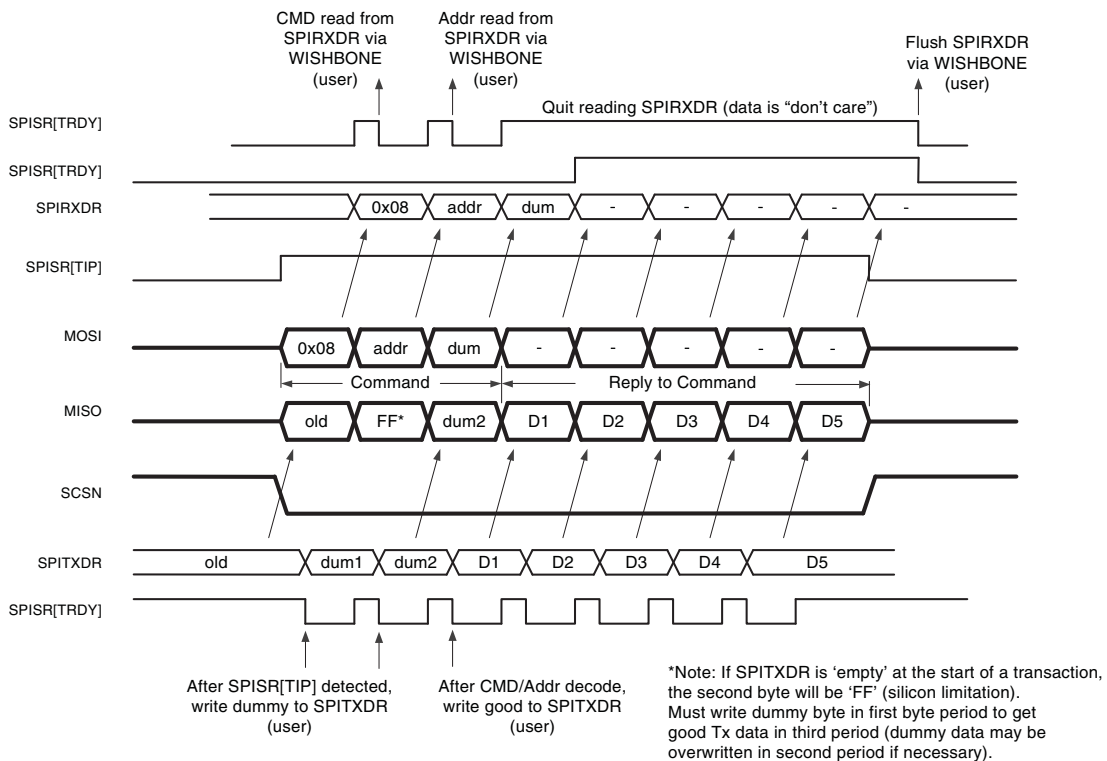 CMD read from
SPIRXDR via
WISHBONE
(user)
Addr read from
SPIRXDR via
WISHBONE
(user)
Flush SPIRXDR
via WISHBONE
(user)
Quit reading SPIRXDR (data is “don’t care”)
SPISR[TRDY]
SPISR[TRDY]
SPIRXDR
0x08 addr dum - - - - -
SPISR[TIP]
MOSI
0x08 addr dum - - - - -
Command Reply to Command
MISO
old FF* dum2 D1 D2 D3 D4 D5
SCSN
SPITXDR
old dum1 dum2 D1 D2 D3 D4 D5
SPISR[TRDY]
After SPISR[TIP] detected,
write dummy to SPITXDR
(user)
After CMD/Addr decode,
write good to SPITXDR
(user)
*Note: If SPITXDR is ‘empty’ at the start of a transaction,
the second byte will be ‘FF’ (silicon limitation).
Must write dummy byte in first byte period to get
good Tx data in third period (dummy data may be
overwritten in second period if necessary).